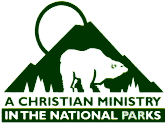 A CHRISTIAN MINISTRY
IN THE NATIONAL PARKS